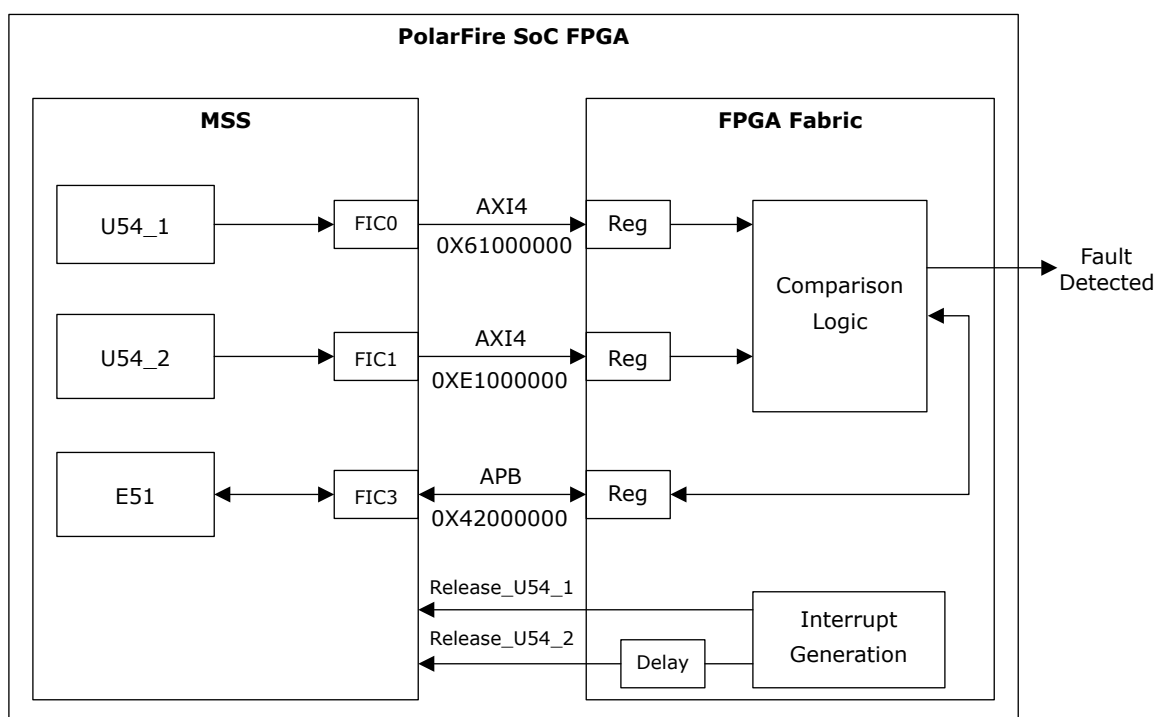 PolarFire SoC FPGA
MSS
FPGA Fabric
U54_1
FIC0
AXI4
0X61000000
Reg
Comparison
Logic
Fault
Detected
U54_2
FIC1
AXI4
0XE1000000
Reg
E51
FIC3
APB
0X42000000
Reg
Release_U54_1
Release_U54_2
Delay
Interrupt
Generation